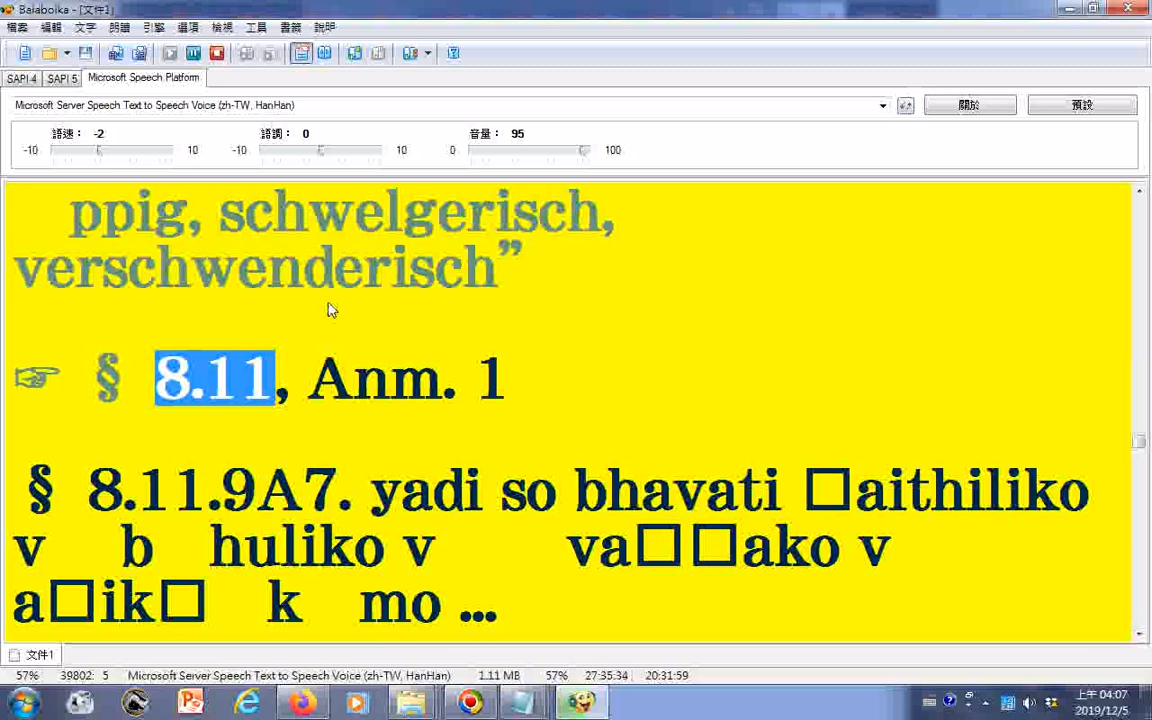 Balabolka - [文件1]
檔案 編輯 文字 朗讀 引擎 選項 檢視 工具 書籤 說明
SAPI 4 SAPI 5 Microsoft Speech Platform
Microsoft Server Speech Text to Speech Voice (zh-TW, HanHan) 關於 預設
語速： -2 語調： 0 音量： 95
-10 10 -10 10 0 100
ppig, schwelgerisch,
verschwenderisch”
☞ § 8.11, Anm. 1
§ 8.11.9A7. yadi so bhavati □aithiliko
v b huliko v va□□ako v
a□ik□ k mo ...
文件1
57% 39802: 5 Microsoft Server Speech Text to Speech Voice (zh-TW, HanHan) 1.11 MB 57% 27:35:34 20:31:59
上午 04:07
2019/12/5